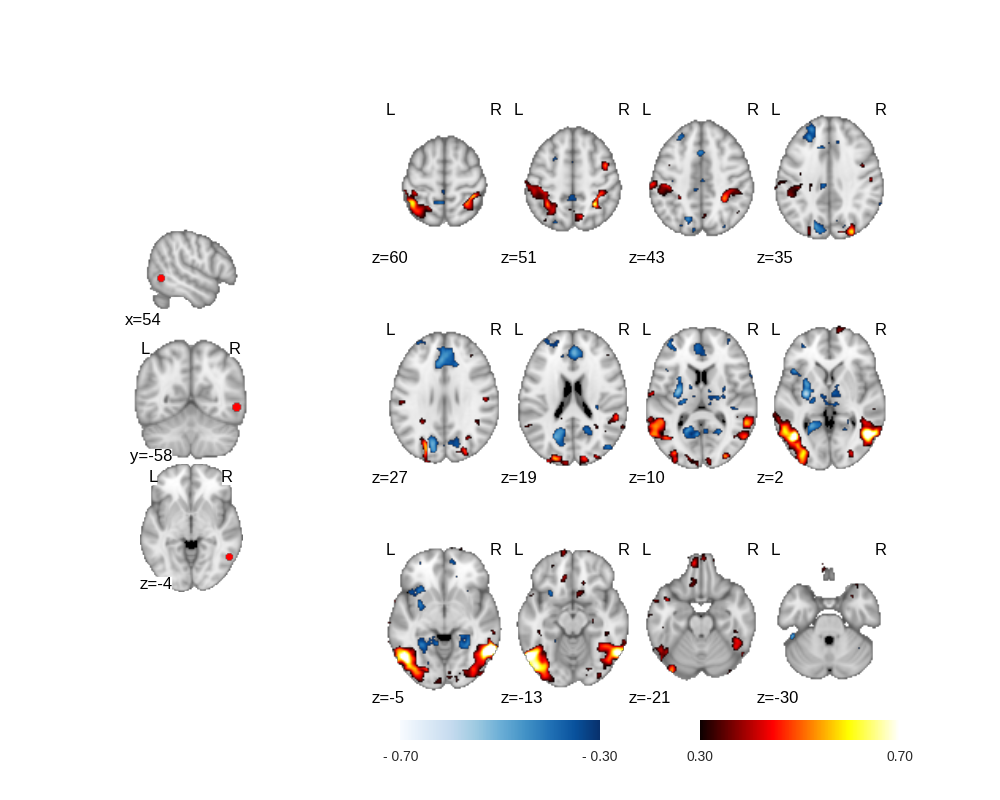 L R L R L R L R
z=60 z=51 z=43 z=35
x=54
L R
y=-58
L R
z=-4
L R L R L R L R
z=27 z=19 z=10 z=2
L R L R L R L R
z=-5 z=-13 z=-21 z=-30
- 0.70 - 0.30 0.30 0.70